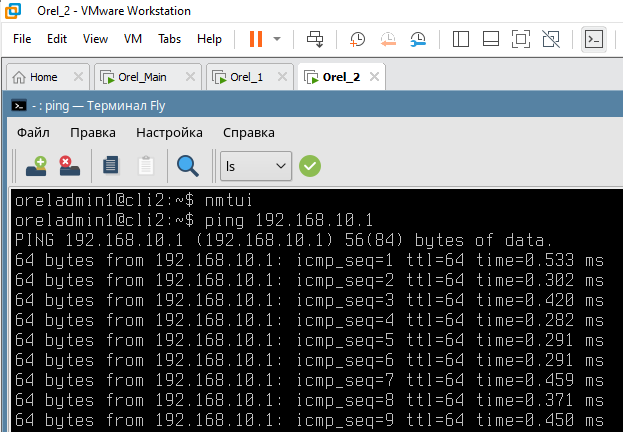 Orel_2 - VMware Workstation
File Edit View VM Tabs Help
Home Orel_Main Orel_1 Orel_2
- : ping — Терминал Fly
Файл Правка Настройка Справка
ls
oreladmin1@cli2:~$ nmtui
oreladmin1@cli2:~$ ping 192.168.10.1
PING 192.168.10.1 (192.168.10.1) 56(84) bytes of data.
64 bytes from 192.168.10.1: icmp_seq=1 ttl=64 time=0.533 ms
64 bytes from 192.168.10.1: icmp_seq=2 ttl=64 time=0.302 ms
64 bytes from 192.168.10.1: icmp_seq=3 ttl=64 time=0.420 ms
64 bytes from 192.168.10.1: icmp_seq=4 ttl=64 time=0.282 ms
64 bytes from 192.168.10.1: icmp_seq=5 ttl=64 time=0.291 ms
64 bytes from 192.168.10.1: icmp_seq=6 ttl=64 time=0.291 ms
64 bytes from 192.168.10.1: icmp_seq=7 ttl=64 time=0.459 ms
64 bytes from 192.168.10.1: icmp_seq=8 ttl=64 time=0.371 ms
64 bytes from 192.168.10.1: icmp_seq=9 ttl=64 time=0.450 ms